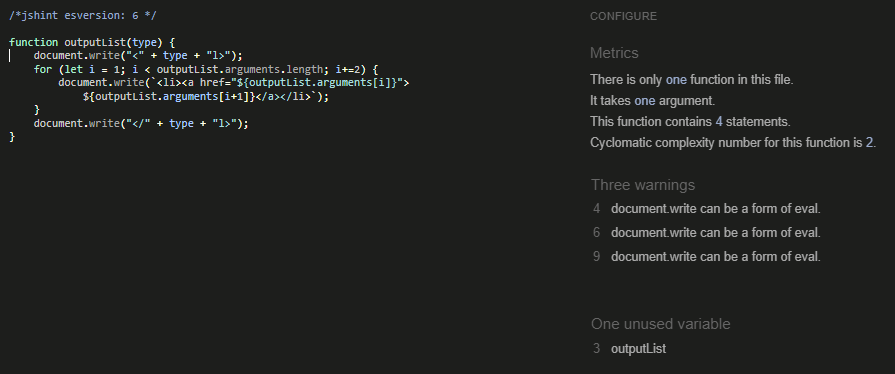 /*jshint esversion: 6 */
function outputList(type) {
document.write("<" + type + "l>");
for (let i = 1; i < outputList.arguments.length; i+=2) {
document.write(`<li><a href="${outputList.arguments[i]}">
${outputList.arguments[i+1]}</a></li>`);
}
document.write("</" + type + "l>");
}
CONFIGURE
Metrics
There is only one function in this file.
It takes one argument.
This function contains 4 statements.
Cyclomatic complexity number for this function is 2.
Three warnings
4 document.write can be a form of eval.
6 document.write can be a form of eval.
9 document.write can be a form of eval.
One unused variable
3 outputList